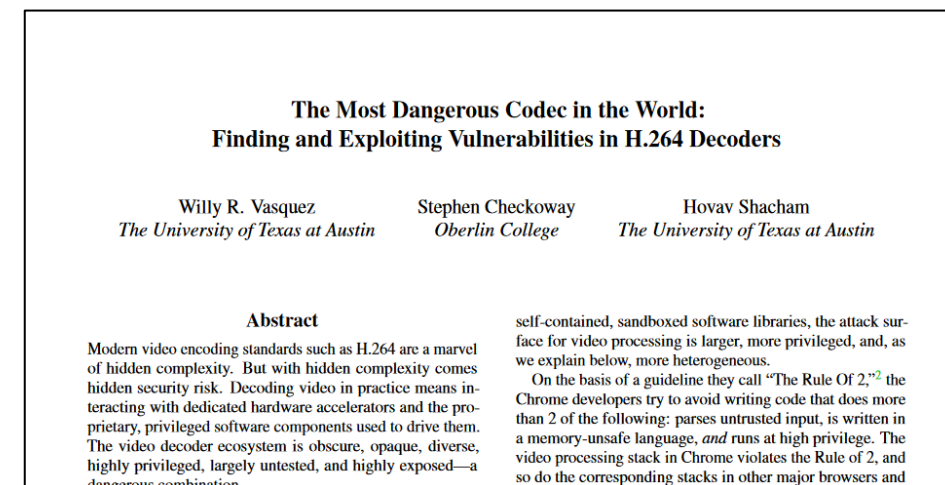 The Most Dangerous Codec in the World:
Finding and Exploiting Vulnerabilities in H.264 Decoders
Willy R. Vasquez
The University of Texas at Austin
Stephen Checkoway
Oberlin College
Hovav Shacham
The University of Texas at Austin
Abstract
Modern video encoding standards such as H.264 are a marvel
of hidden complexity. But with hidden complexity comes
hidden security risk. Decoding video in practice means in-
teracting with dedicated hardware accelerators and the pro-
prietary, privileged software components used to drive them.
The video decoder ecosystem is obscure, opaque, diverse,
highly privileged, largely untested, and highly exposed—a
dangerous combination.
self-contained, sandboxed software libraries, the attack sur-
face for video processing is larger, more privileged, and, as
we explain below, more heterogeneous.
On the basis of a guideline they call “The Rule Of 2,”2 the
Chrome developers try to avoid writing code that does more
than 2 of the following: parses untrusted input, is written in
a memory-unsafe language, and runs at high privilege. The
video processing stack in Chrome violates the Rule of 2, and
so do the corresponding stacks in other major browsers and